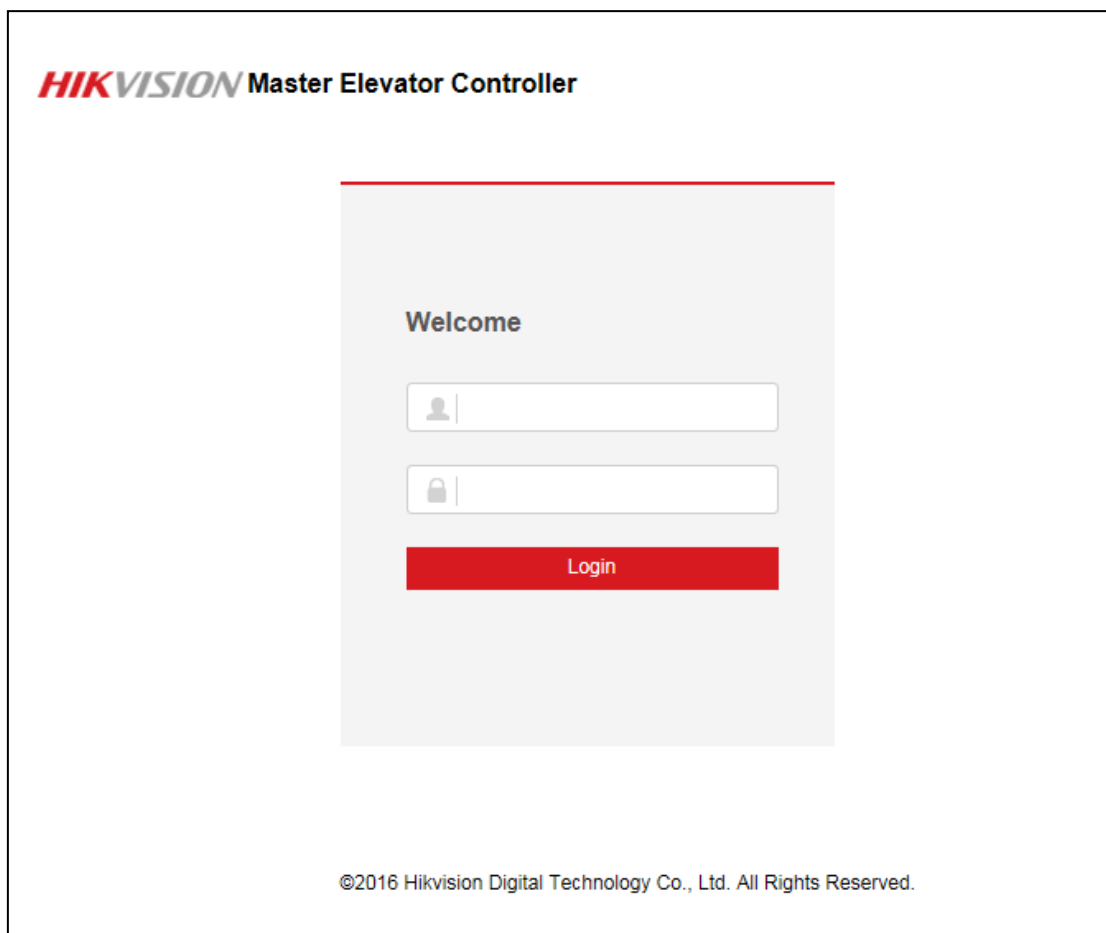 HIKVISION Master Elevator Controller
Welcome
Login
©2016 Hikvision Digital Technology Co., Ltd. All Rights Reserved.